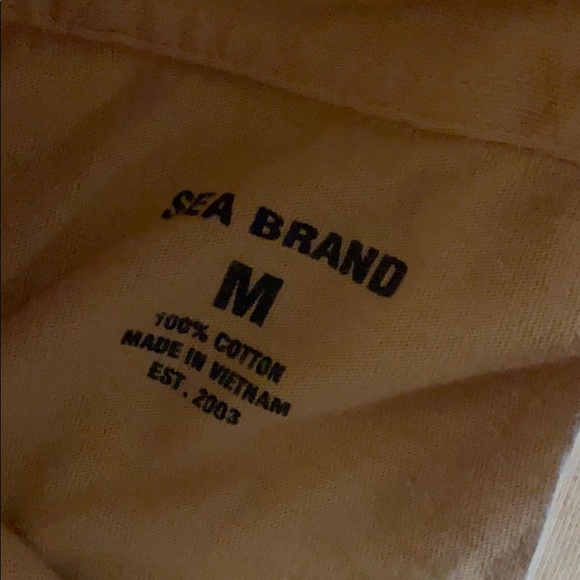 SEA BRAND
M
100% COTTON
MADE IN VIETNAM
EST. 2003